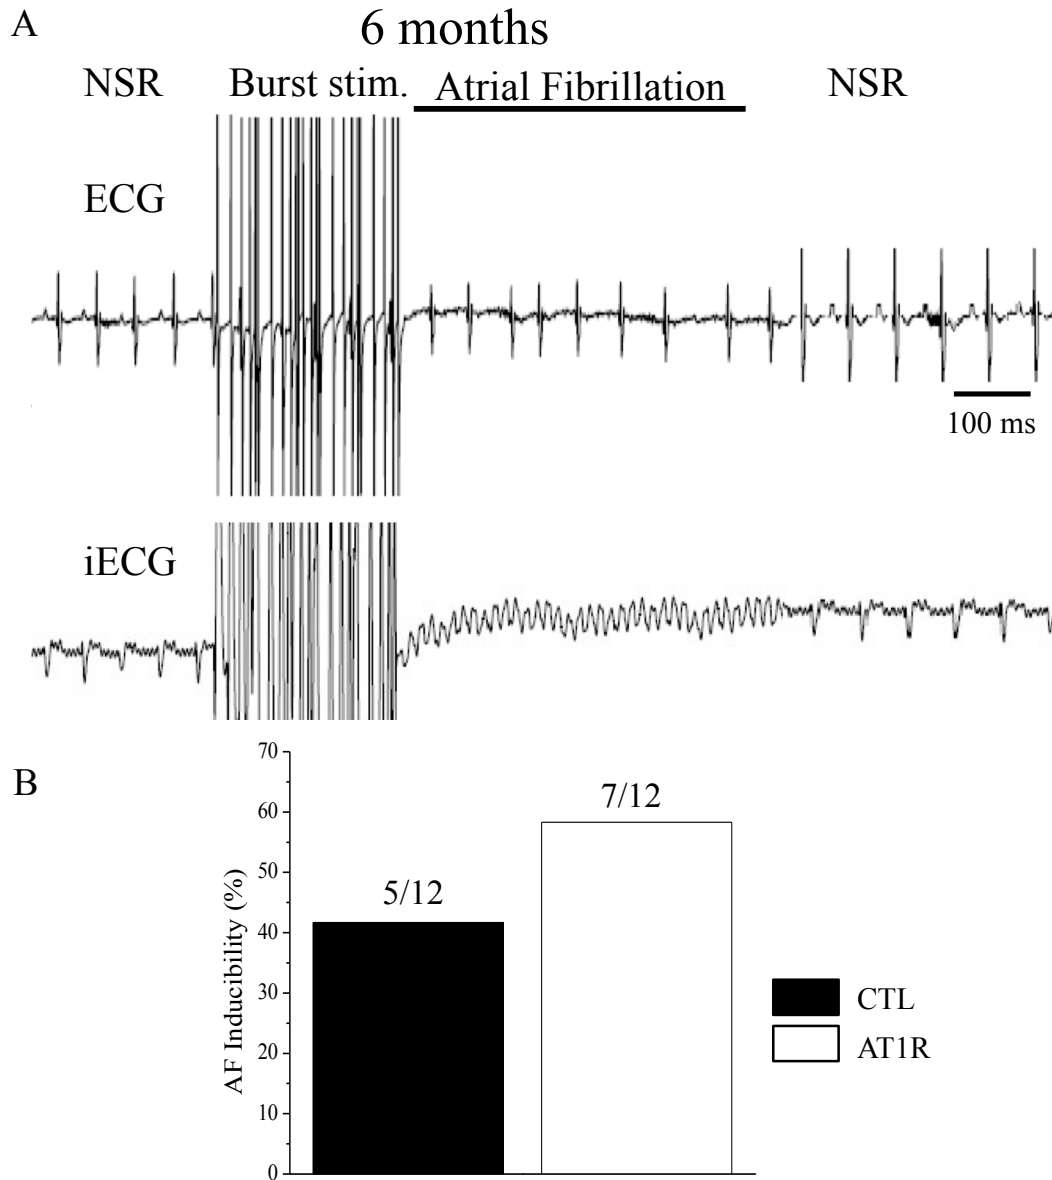 A
6 months
NSR Burst stim. Atrial Fibrillation NSR
ECG
100 ms
iECG
B
70
60
50
40
30
20
10
0
AF Inducibility (%)
5/12
7/12
CTL
AT1R